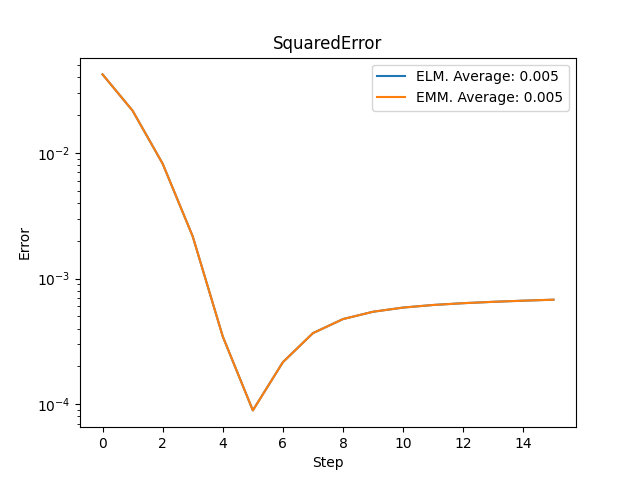 SquaredError
ELM. Average: 0.005
EMM. Average: 0.005
Error
10⁻²
10⁻³
10⁻⁴
0 2 4 6 8 10 12 14
Step